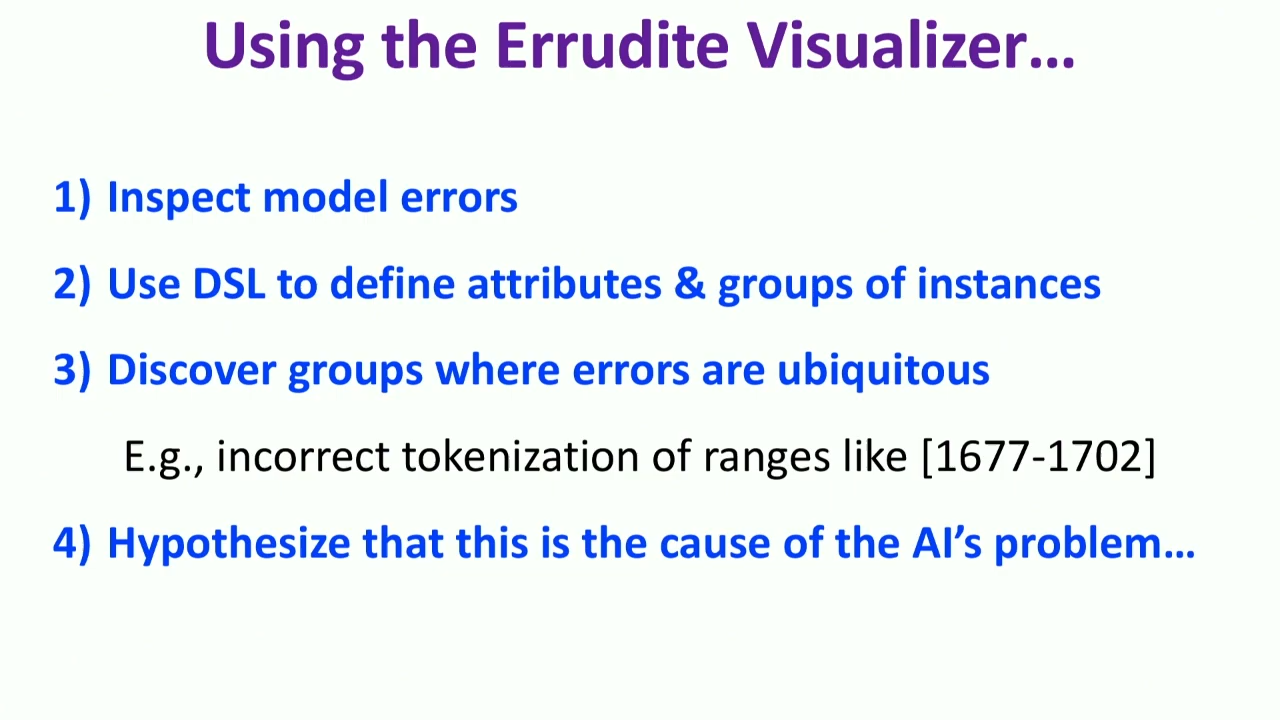 Using the Errudite Visualizer...
1) Inspect model errors
2) Use DSL to define attributes & groups of instances
3) Discover groups where errors are ubiquitous
E.g., incorrect tokenization of ranges like [1677-1702]
4) Hypothesize that this is the cause of the AI’s problem...